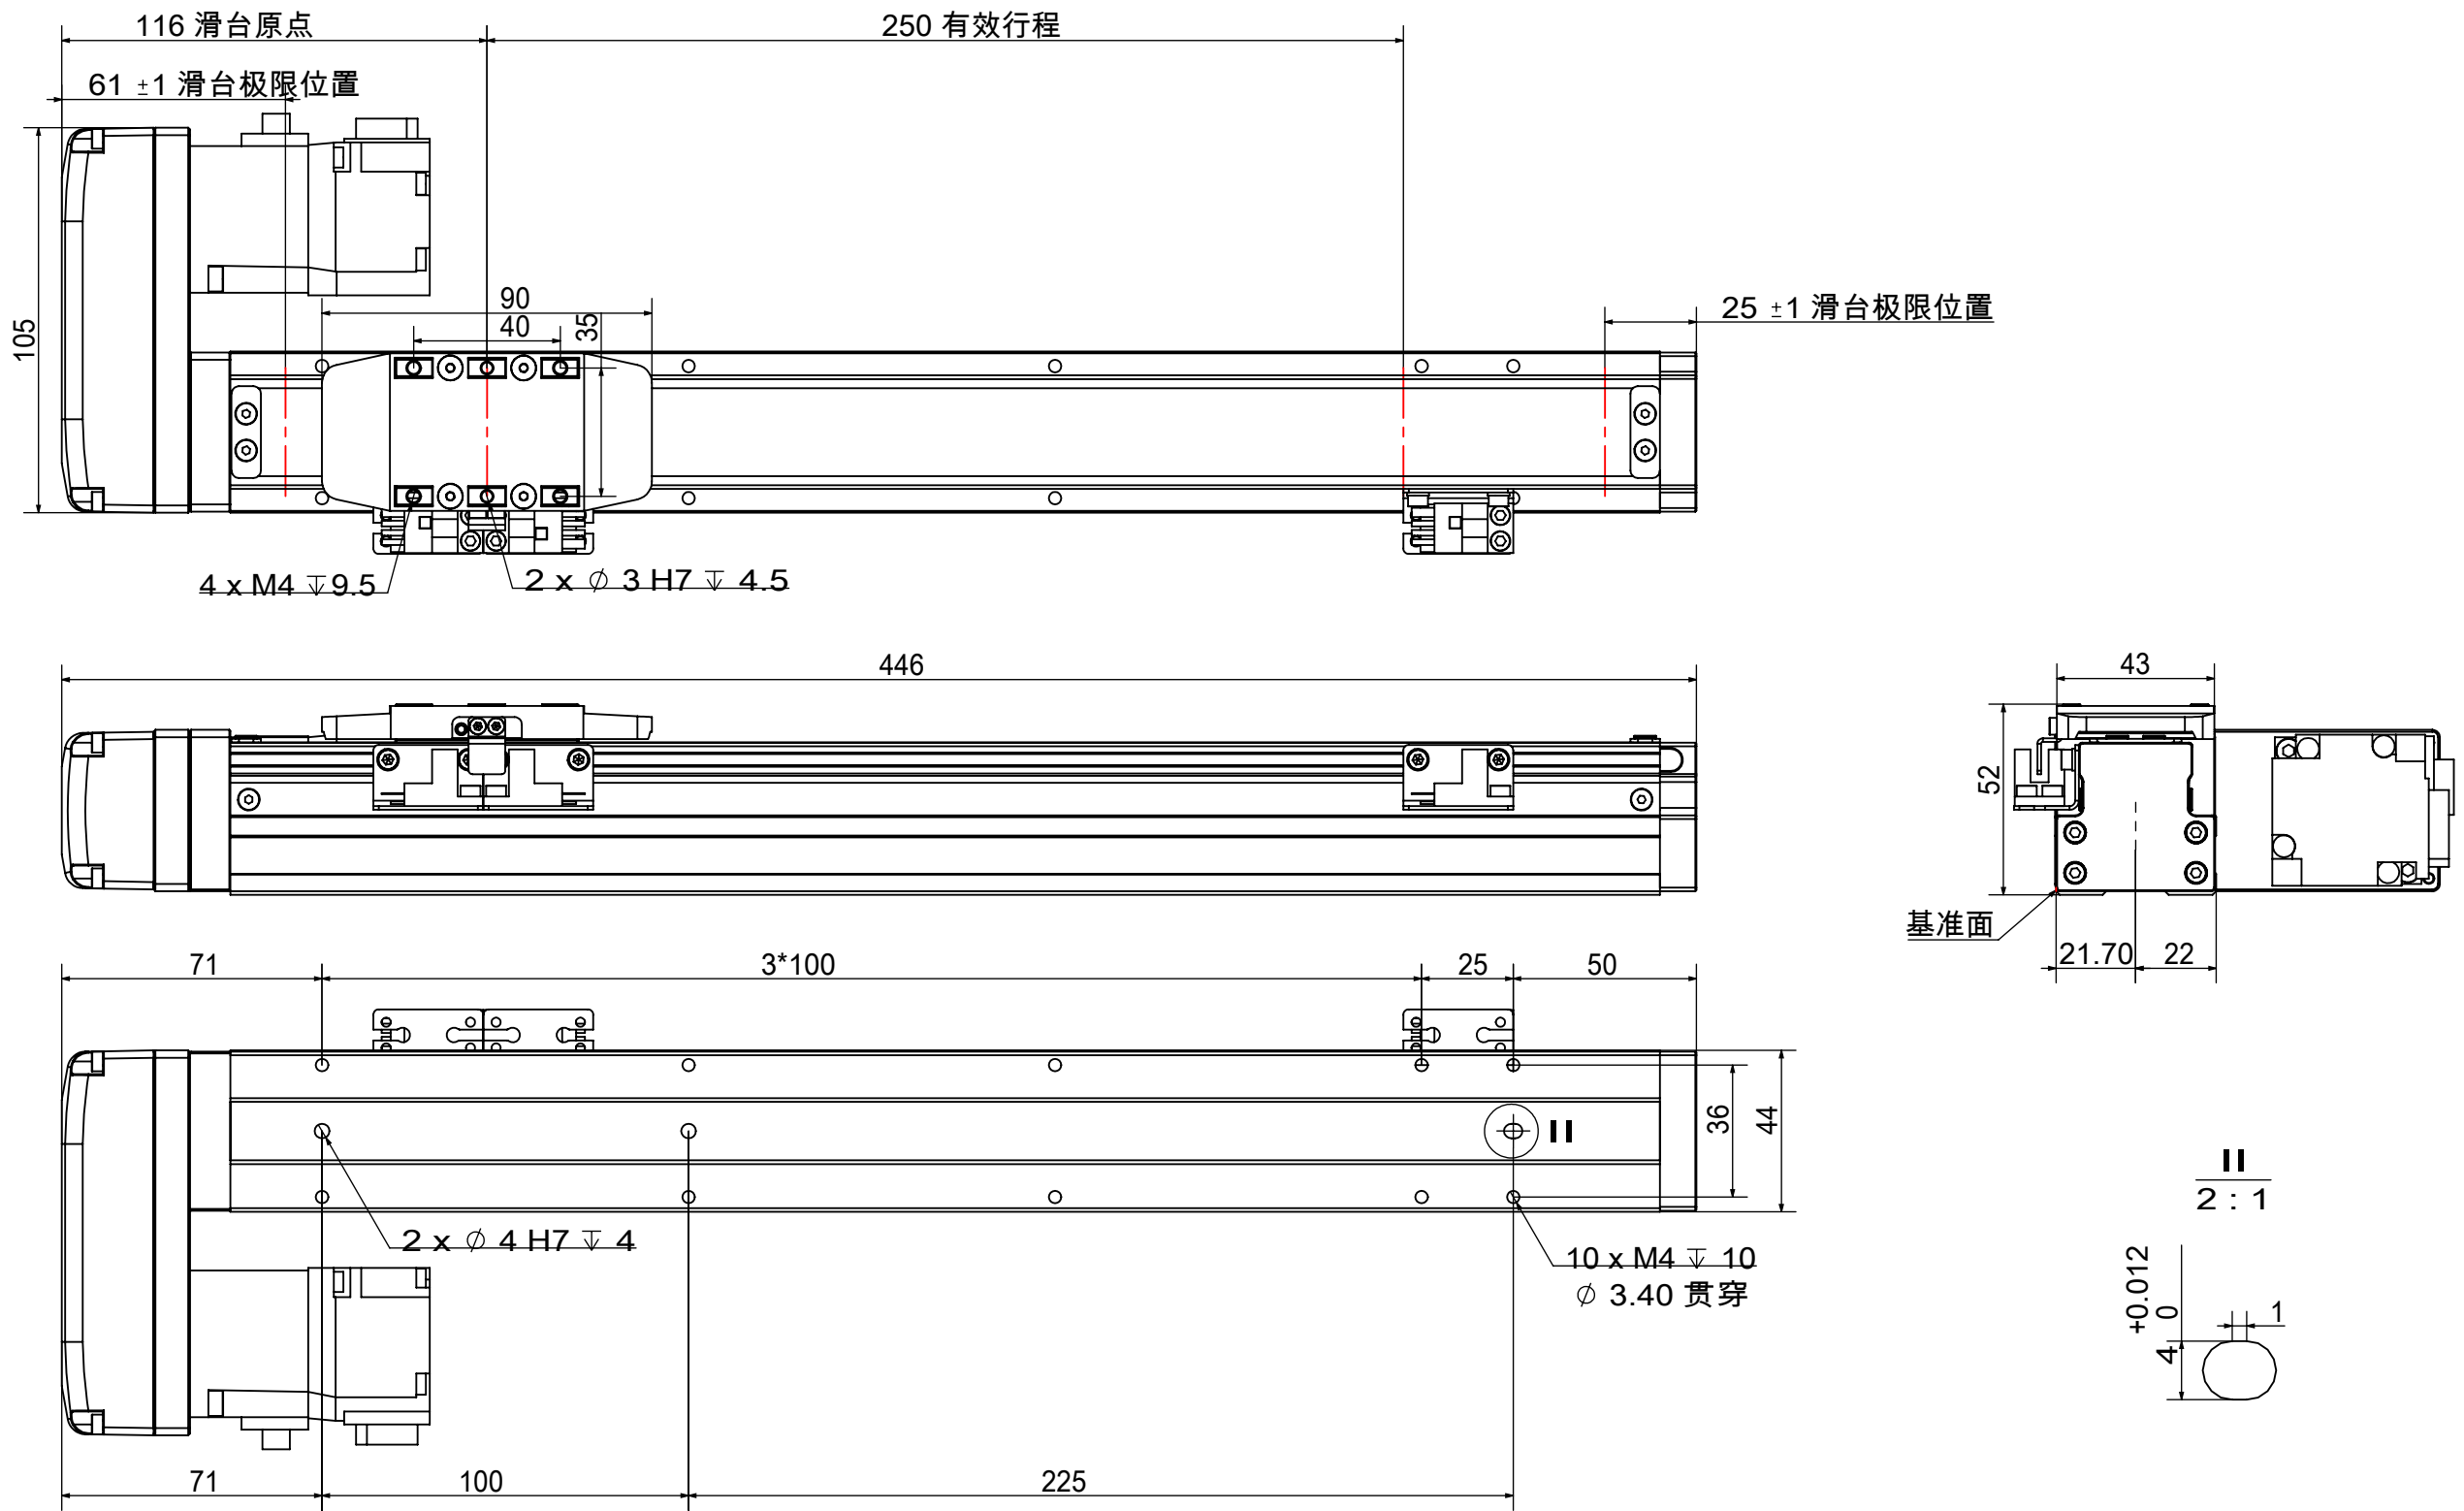 116 滑台原点
250 有效行程
61 ±1 滑台极限位置
90
40
35
105
25 ±1 滑台极限位置
4 x M4 ↧ 9.5
2 x ∅ 3 H7 ↧ 4.5
446
43
52
基准面
21.70
22
71
3*100
25
50
36
44
II
2 x ∅ 4 H7 ↧ 4
10 x M4 ↧ 10
∅ 3.40 贯穿
71
100
225
II
2 : 1
+0.012
0
4
1